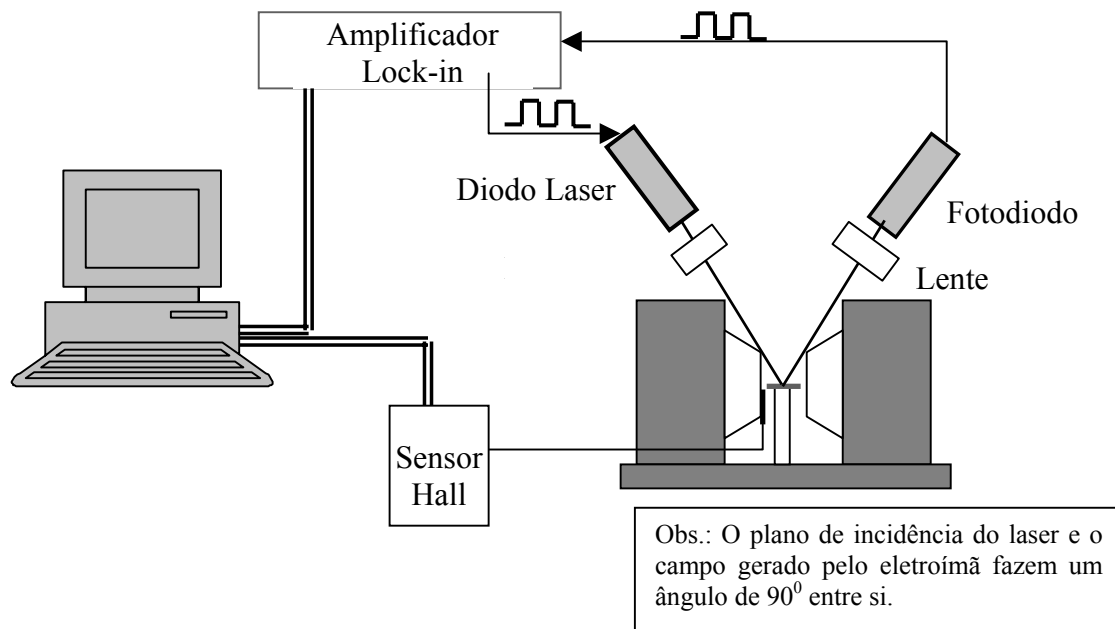 Amplificador
Lock-in
Diodo Laser
Fotodiodo
Lente
Sensor
Hall
Obs.: O plano de incidência do laser e o
campo gerado pelo eletroímã fazem um
ângulo de 90⁰ entre si.